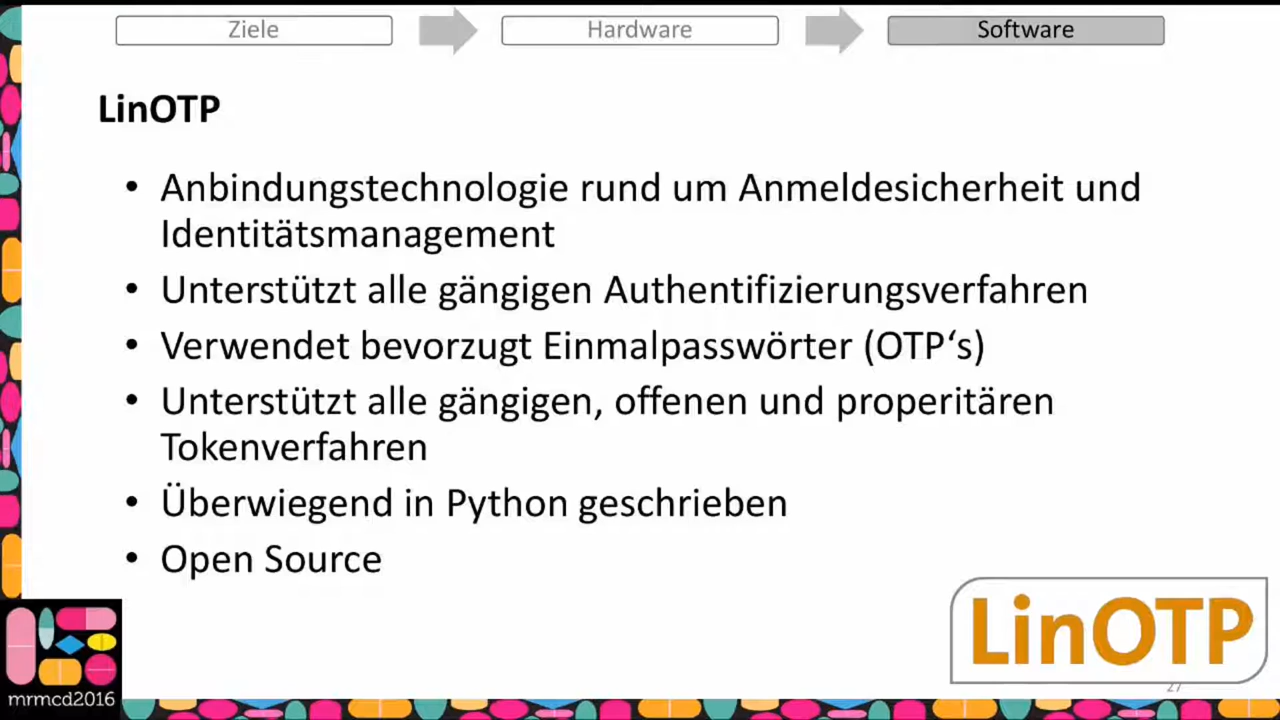 Ziele
Hardware
Software
LinOTP
• Anbindungstechnologie rund um Anmeldesicherheit und
Identitätsmanagement
• Unterstützt alle gängigen Authentifizierungsverfahren
• Verwendet bevorzugt Einmalpasswörter (OTP‘s)
• Unterstützt alle gängigen, offenen und properitären
Tokenverfahren
• Überwiegend in Python geschrieben
• Open Source
LinOTP
27
mrmcd2016